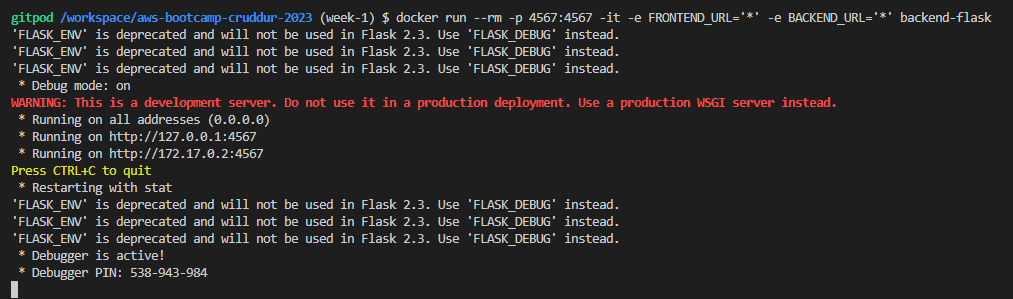 gitpod /workspace/aws-bootcamp-cruddur-2023 (week-1) $ docker run --rm -p 4567:4567 -it -e FRONTEND_URL='*' -e BACKEND_URL='*' backend-flask
'FLASK_ENV' is deprecated and will not be used in Flask 2.3. Use 'FLASK_DEBUG' instead.
'FLASK_ENV' is deprecated and will not be used in Flask 2.3. Use 'FLASK_DEBUG' instead.
'FLASK_ENV' is deprecated and will not be used in Flask 2.3. Use 'FLASK_DEBUG' instead.
 * Debug mode: on
WARNING: This is a development server. Do not use it in a production deployment. Use a production WSGI server instead.
 * Running on all addresses (0.0.0.0)
 * Running on http://127.0.0.1:4567
 * Running on http://172.17.0.2:4567
Press CTRL+C to quit
 * Restarting with stat
'FLASK_ENV' is deprecated and will not be used in Flask 2.3. Use 'FLASK_DEBUG' instead.
'FLASK_ENV' is deprecated and will not be used in Flask 2.3. Use 'FLASK_DEBUG' instead.
'FLASK_ENV' is deprecated and will not be used in Flask 2.3. Use 'FLASK_DEBUG' instead.
 * Debugger is active!
 * Debugger PIN: 538-943-984